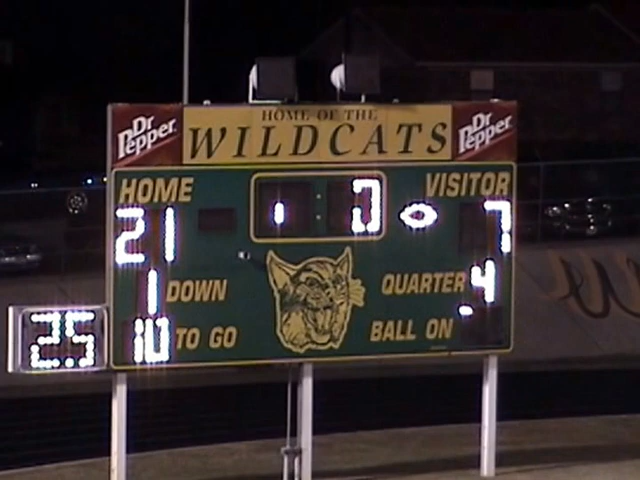 HOME OF THE
Dr Pepper WILDCATS Dr Pepper
HOME VISITOR
21 7
1 DOWN QUARTER 4
25 10 TO GO BALL ON